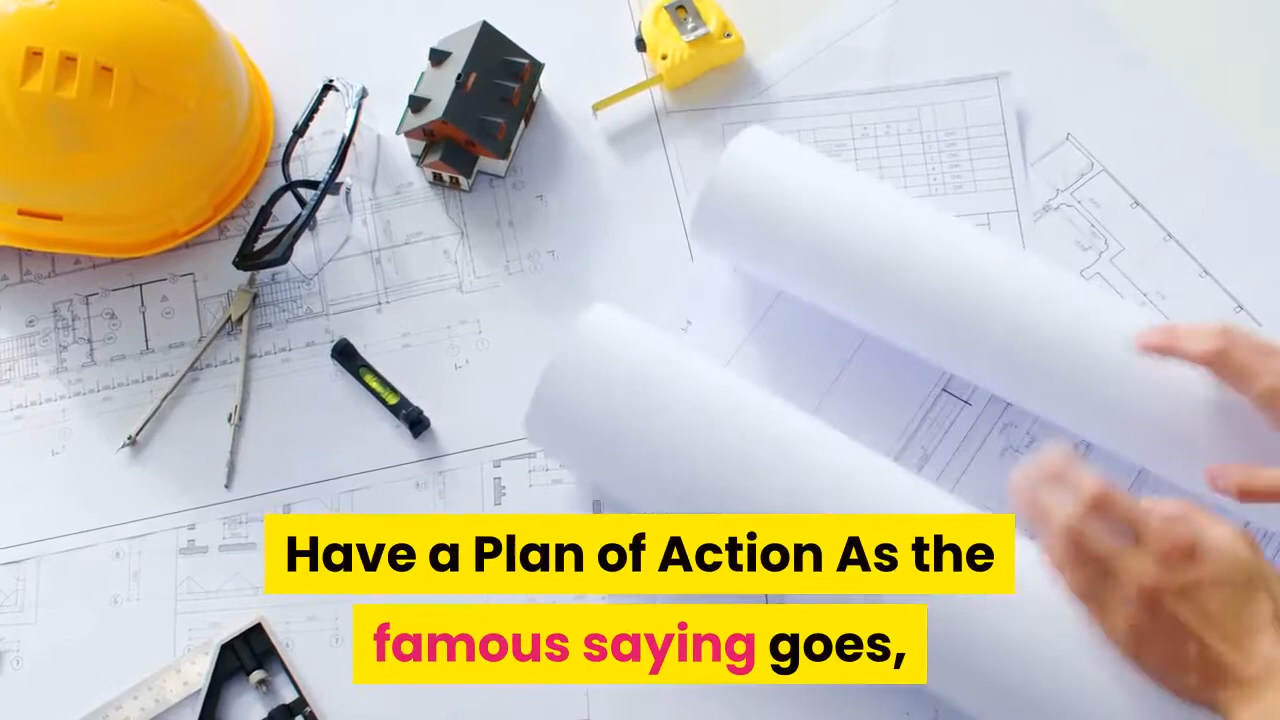 Have a Plan of Action As the
famous saying goes,